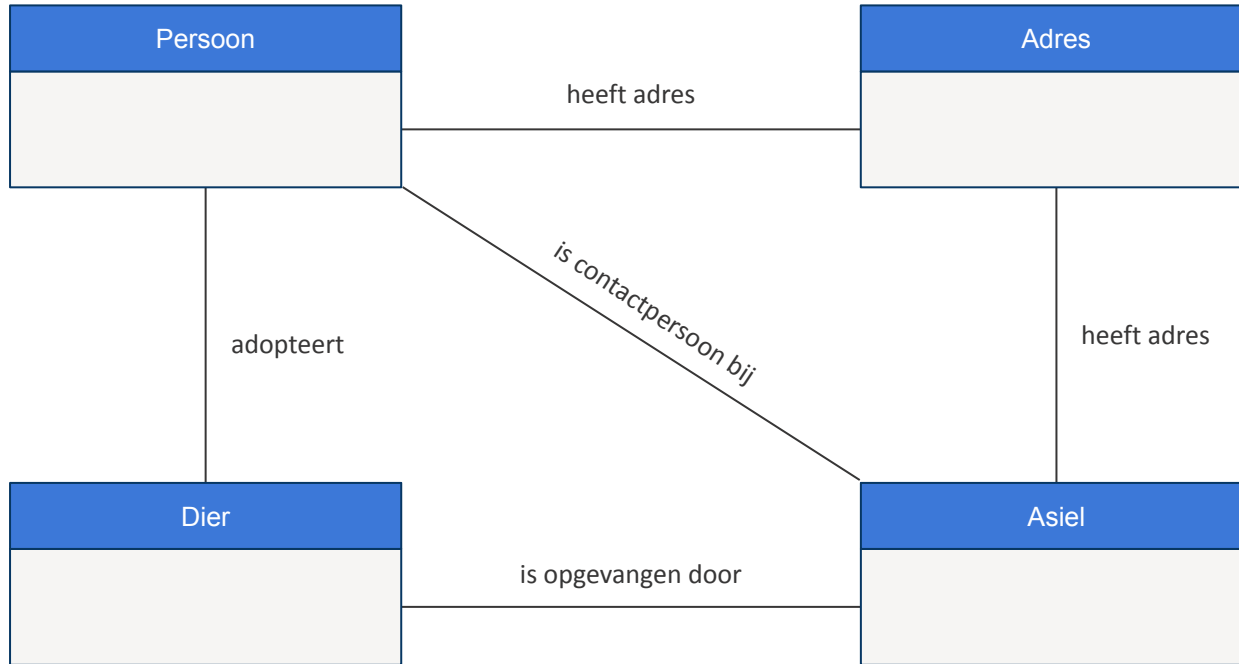 Persoon
Adres
heeft adres
is contactpersoon bij
adopteert
heeft adres
Dier
Asiel
is opgevangen door